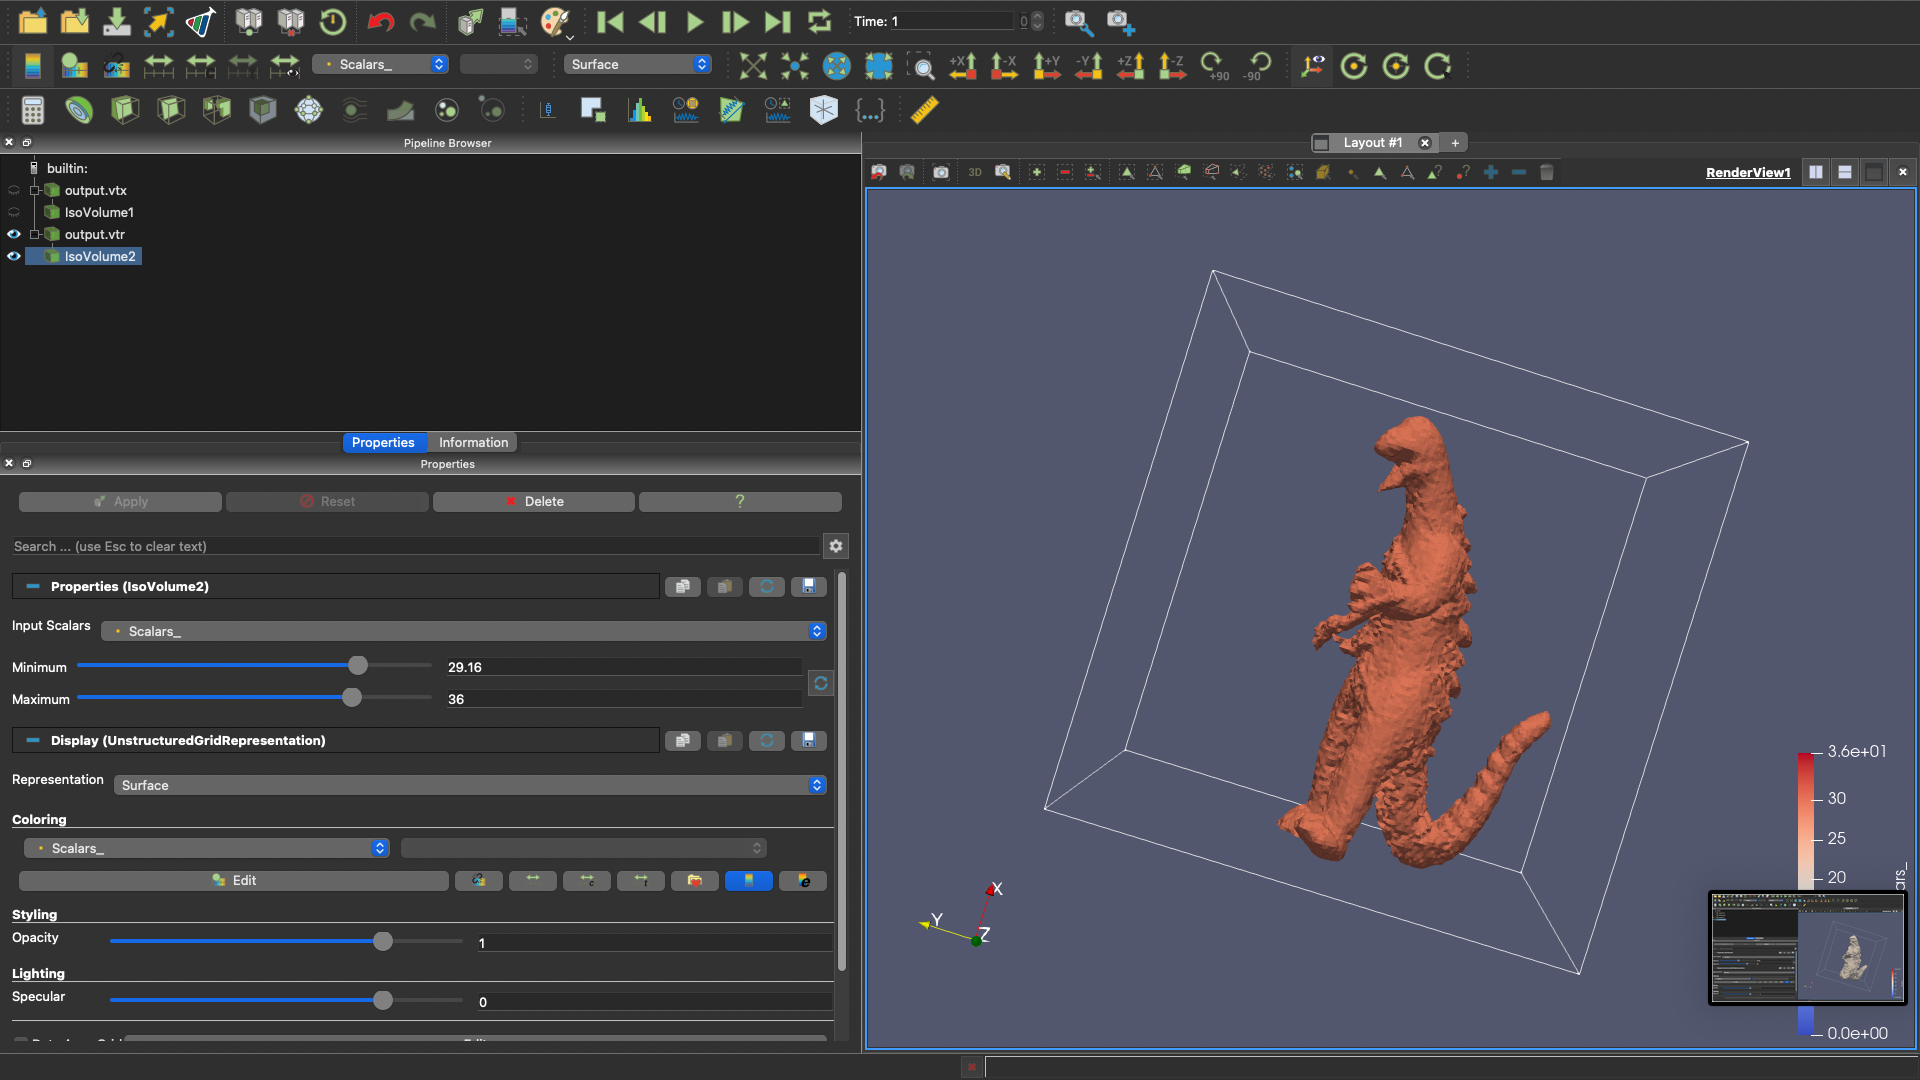 Time: 1
0
Scalars_
Surface
+X
-X
+Y
-Y
+Z
-Z
+90
-90
Pipeline Browser
builtin:
output.vtx
IsoVolume1
output.vtr
IsoVolume2
Layout #1
+
3D
RenderView1
Properties
Information
Properties
Apply
Reset
Delete
?
Search ... (use Esc to clear text)
Properties (IsoVolume2)
Input Scalars
Scalars_
Minimum
29.16
Maximum
36
Display (UnstructuredGridRepresentation)
Representation
Surface
Coloring
Scalars_
Edit
Styling
Opacity
1
Lighting
Specular
0
X
Y
Z
3.6e+01
30
25
20
0.0e+00